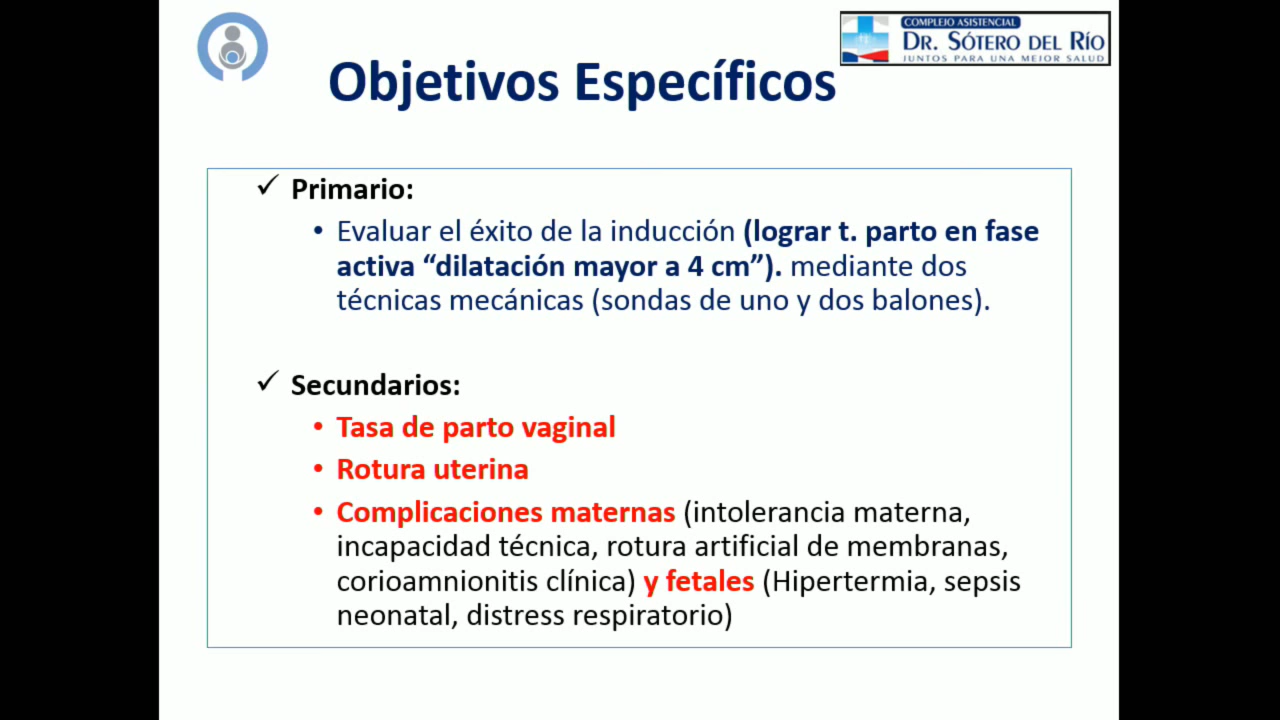 COMPLEJO ASISTENCIAL
DR. SÓTERO DEL RÍO
JUNTOS PARA UNA MEJOR SALUD
Objetivos Específicos
✓ Primario:
• Evaluar el éxito de la inducción (lograr t. parto en fase
activa “dilatación mayor a 4 cm”). mediante dos
técnicas mecánicas (sondas de uno y dos balones).
✓ Secundarios:
• Tasa de parto vaginal
• Rotura uterina
• Complicaciones maternas (intolerancia materna,
incapacidad técnica, rotura artificial de membranas,
corioamnionitis clínica) y fetales (Hipertermia, sepsis
neonatal, distress respiratorio)